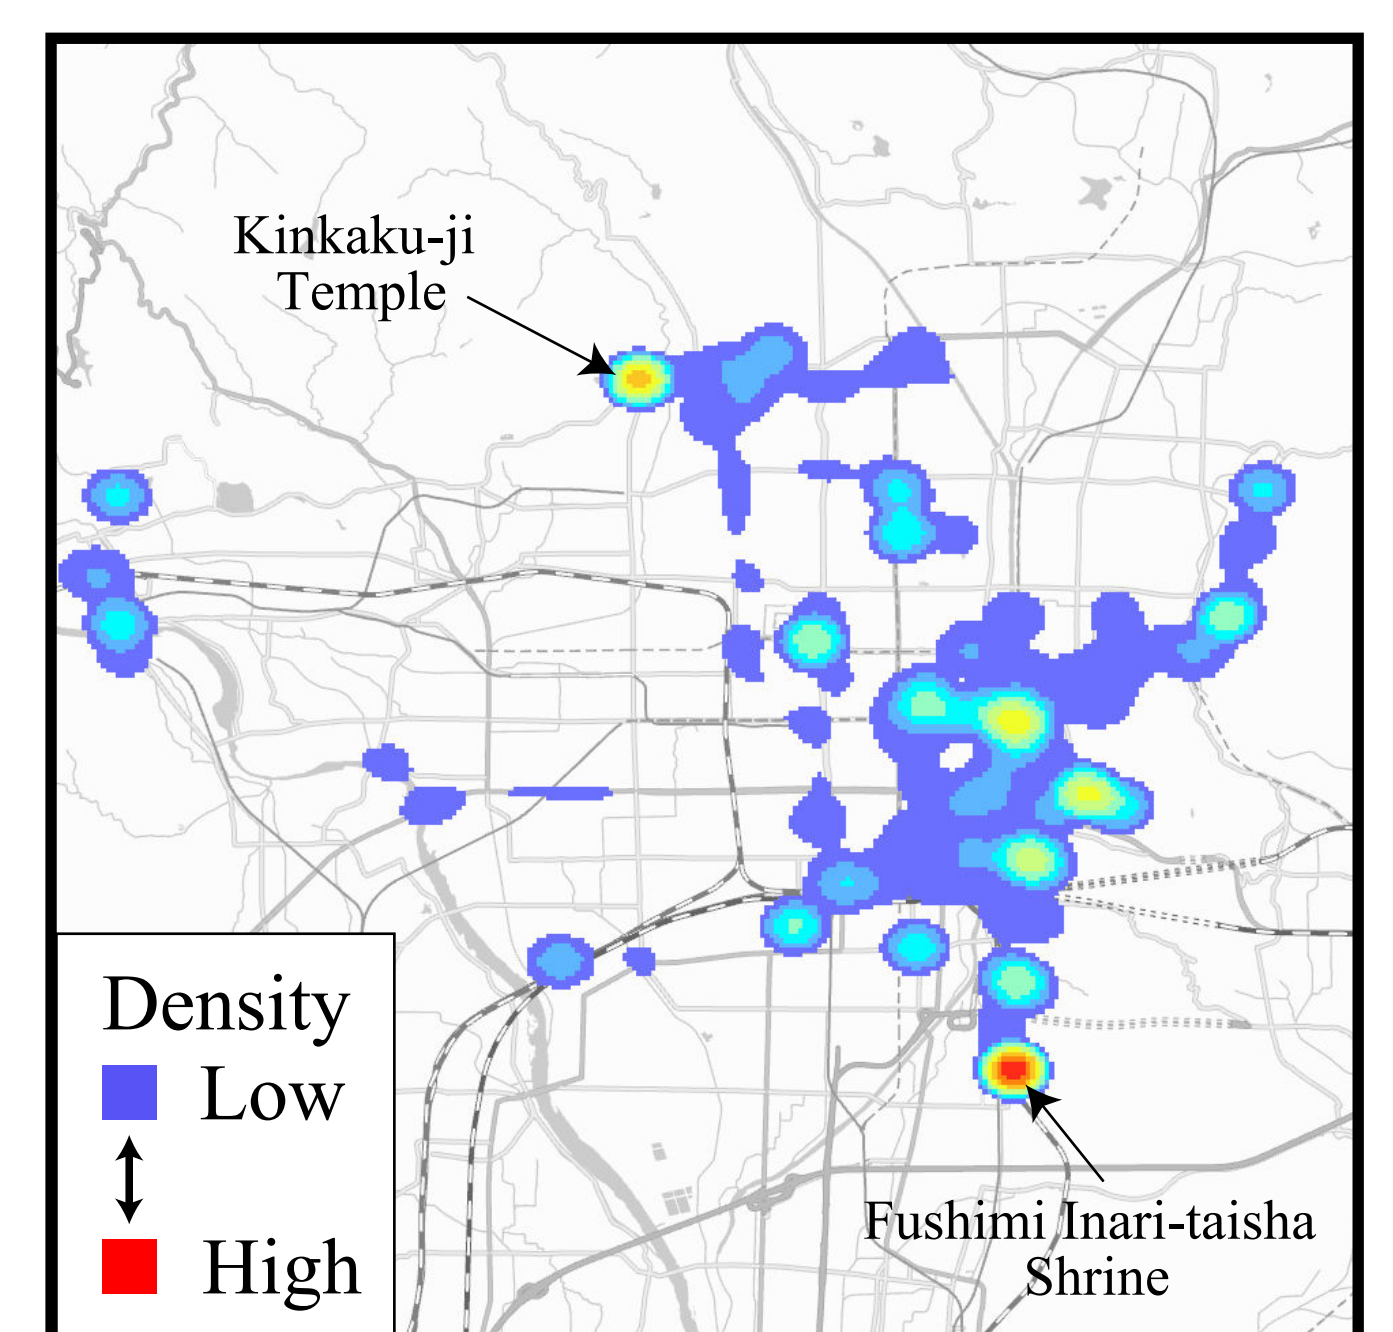 Kinkaku-ji
Temple
Density
Low
High
Fushimi Inari-taisha
Shrine